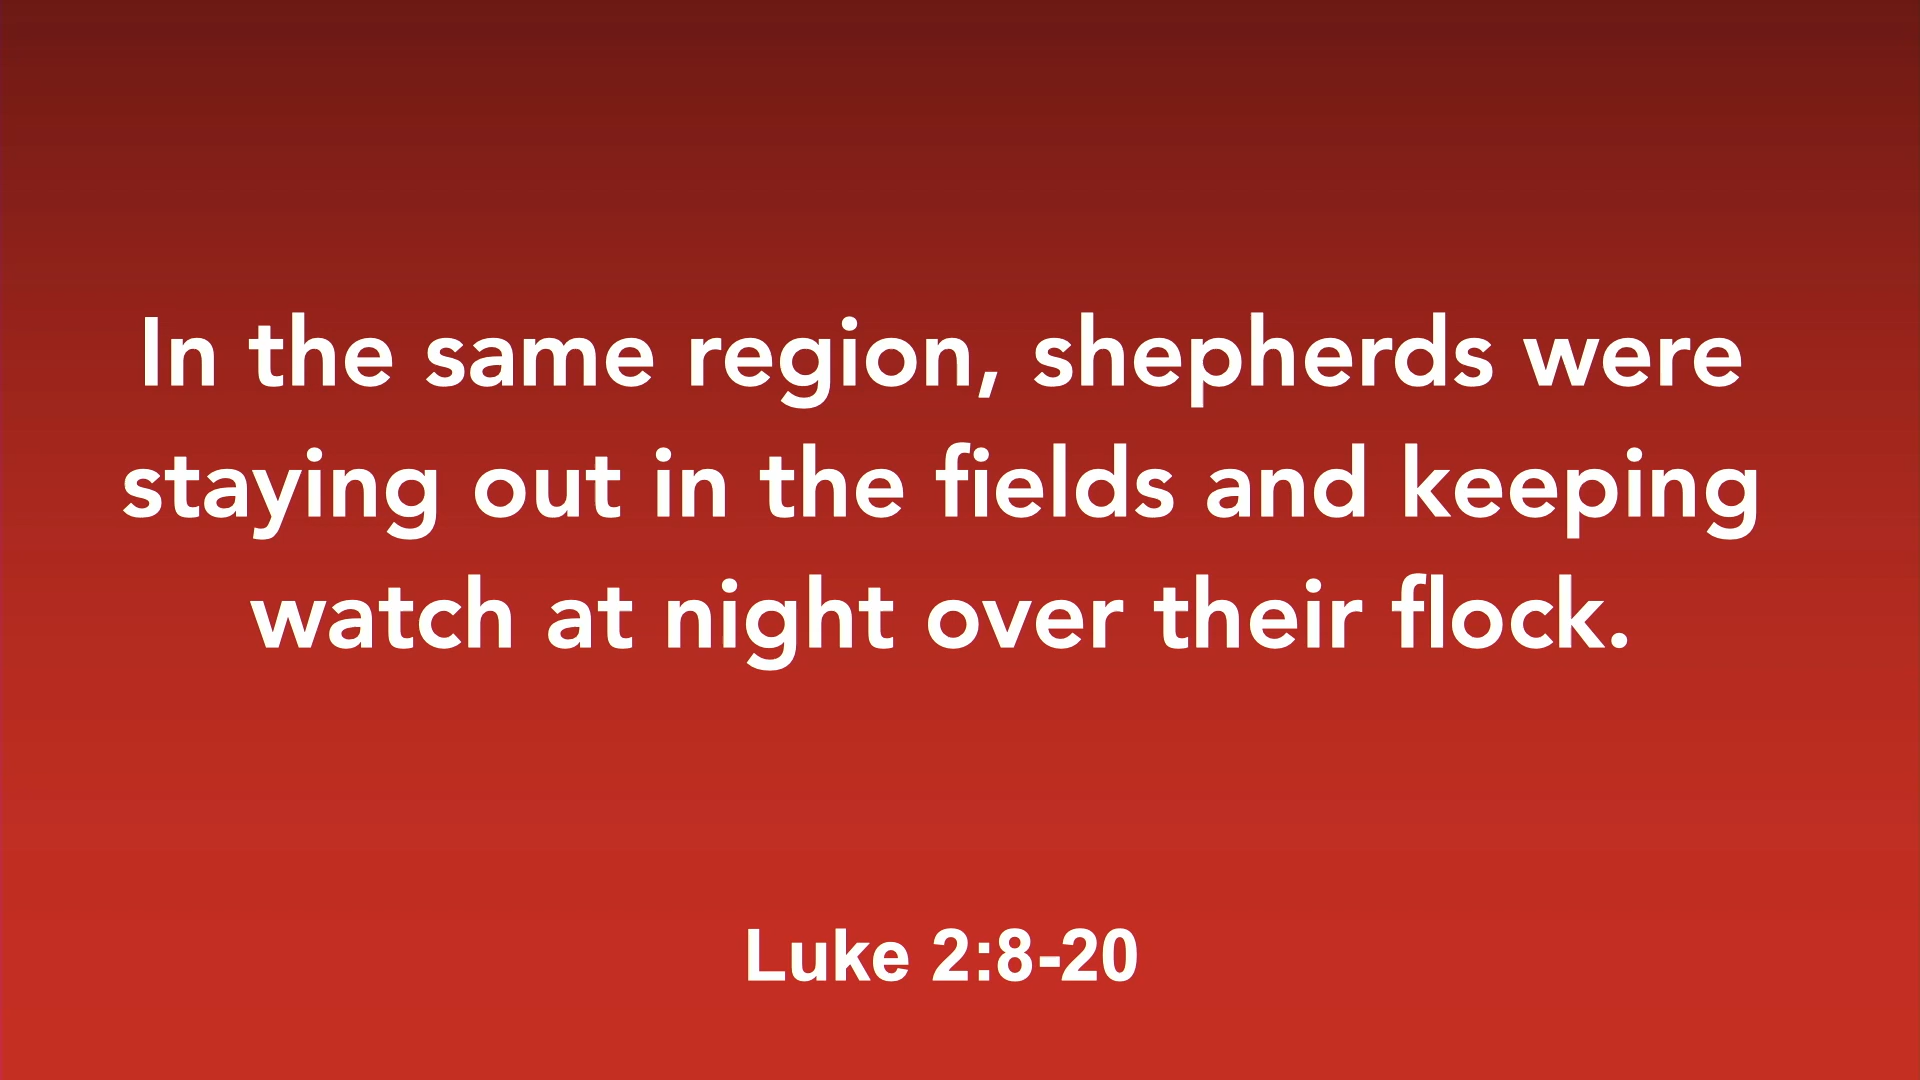 In the same region, shepherds were
staying out in the fields and keeping
watch at night over their flock.
Luke 2:8-20